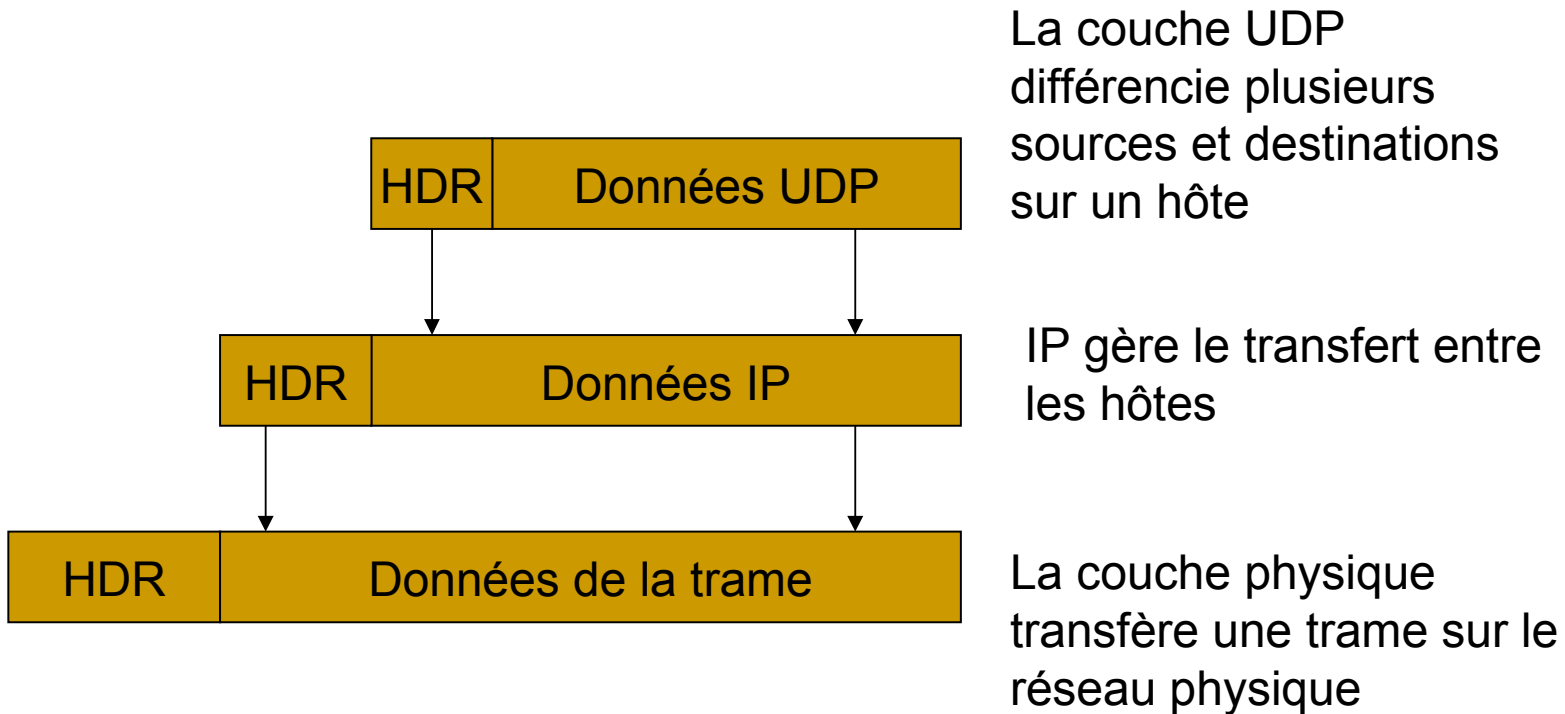 La couche UDP
différencie plusieurs
sources et destinations
sur un hôte
HDR Données UDP
IP gère le transfert entre
les hôtes
HDR Données IP
La couche physique
transfère une trame sur le
réseau physique
HDR Données de la trame